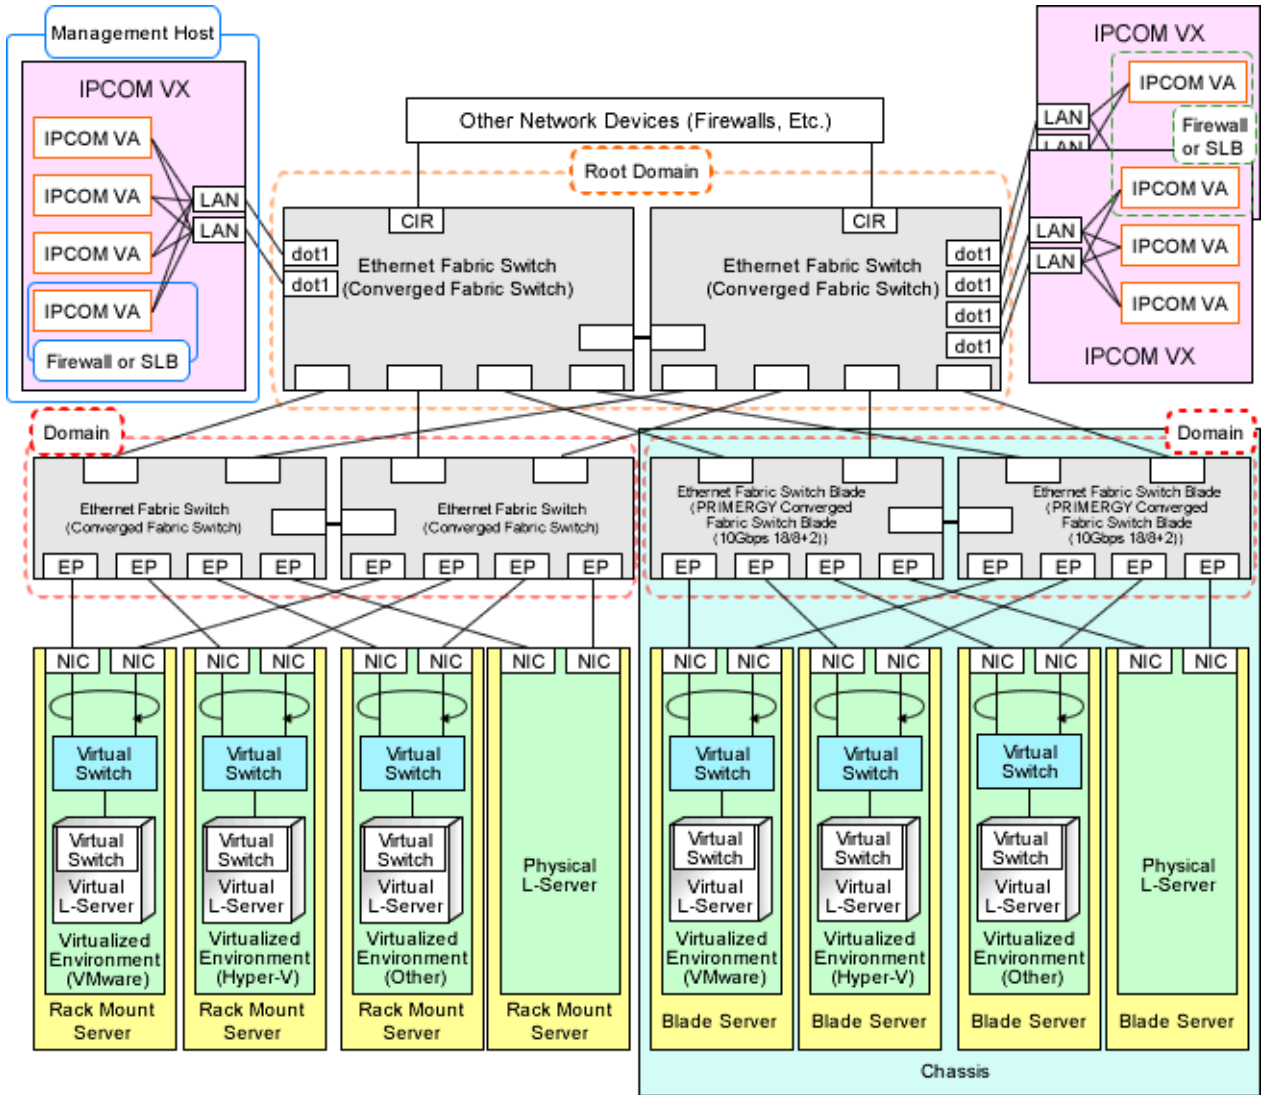 Management Host
IPCOM VX
IPCOM VA
IPCOM VA
IPCOM VA
IPCOM VA
Firewall or SLB
LAN
LAN
Other Network Devices (Firewalls, Etc.)
Root Domain
CIR
dot1
dot1
Ethernet Fabric Switch
(Converged Fabric Switch)
CIR
Ethernet Fabric Switch
(Converged Fabric Switch)
dot1
dot1
dot1
dot1
IPCOM VX
IPCOM VA
LAN
LAN
Firewall
or SLB
IPCOM VA
LAN
LAN
IPCOM VA
IPCOM VA
IPCOM VX
Domain
Domain
Ethernet Fabric Switch
(Converged Fabric Switch)
EP
EP
EP
EP
Ethernet Fabric Switch
(Converged Fabric Switch)
EP
EP
EP
EP
Ethernet Fabric Switch Blade
(PRIMERGY Converged
Fabric Switch Blade
(10Gbps 18/8+2))
EP
EP
EP
EP
Ethernet Fabric Switch Blade
(PRIMERGY Converged
Fabric Switch Blade
(10Gbps 18/8+2))
EP
EP
EP
EP
NIC
NIC
Virtual
Switch
Virtual
Switch
Virtual
L-Server
Virtualized
Environment
(VMware)
Rack Mount
Server
NIC
NIC
Virtual
Switch
Virtual
Switch
Virtual
L-Server
Virtualized
Environment
(Hyper-V)
Rack Mount
Server
NIC
NIC
Virtual
Switch
Virtual
Switch
Virtual
L-Server
Virtualized
Environment
(Other)
Rack Mount
Server
NIC
NIC
Physical
L-Server
Rack Mount
Server
NIC
NIC
Virtual
Switch
Virtual
Switch
Virtual
L-Server
Virtualized
Environment
(VMware)
Blade Server
NIC
NIC
Virtual
Switch
Virtual
Switch
Virtual
L-Server
Virtualized
Environment
(Hyper-V)
Blade Server
NIC
NIC
Virtual
Switch
Virtual
Switch
Virtual
L-Server
Virtualized
Environment
(Other)
Blade Server
NIC
NIC
Physical
L-Server
Blade Server
Chassis